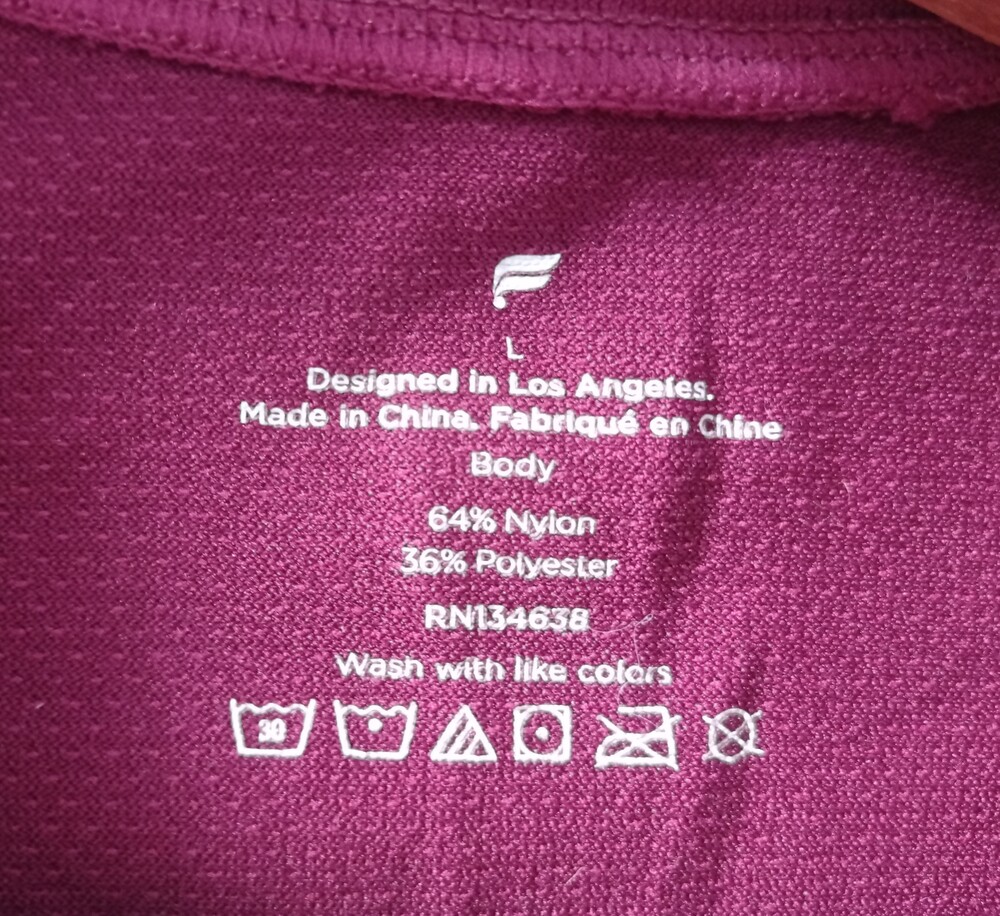 L
Designed in Los Angeles.
Made in China. Fabriqué en Chine
Body
64% Nylon
36% Polyester
RN134638
Wash with like colors
30